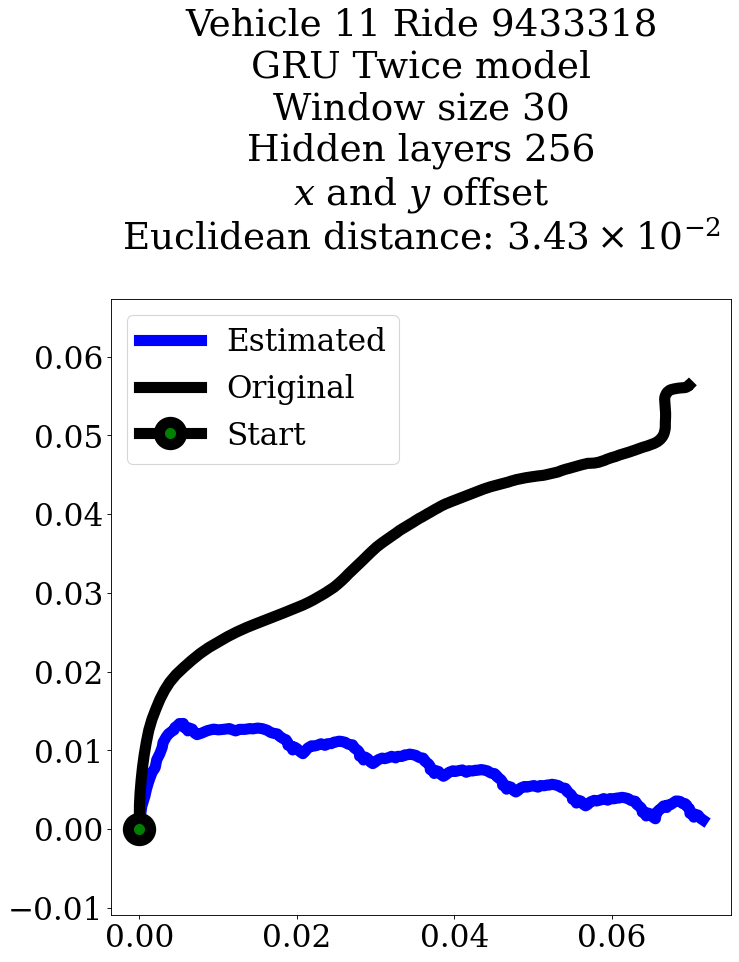 Vehicle 11 Ride 9433318
GRU Twice model
Window size 30
Hidden layers 256
x and y offset
Euclidean distance: 3.43 × 10⁻²
Estimated
Original
Start
0.06
0.05
0.04
0.03
0.02
0.01
0.00
−0.01
0.00 0.02 0.04 0.06